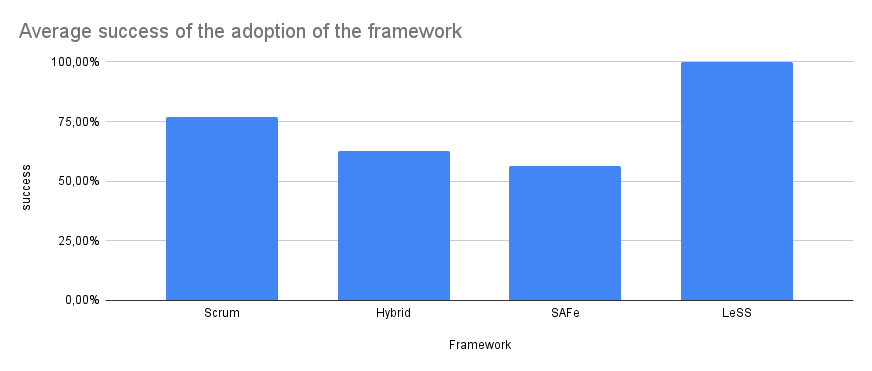 Average success of the adoption of the framework
100,00%
75,00%
50,00%
25,00%
0,00%
success
Scrum
Hybrid
SAFe
LeSS
Framework